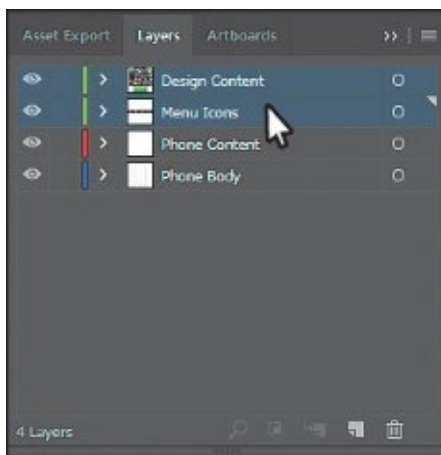 Asset Export Layers Artboards
Design Content
Menu Icons
Phone Content
Phone Body
4 Layers